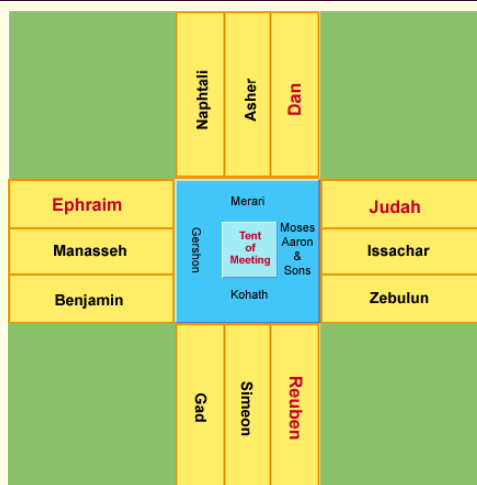 Naphtali
Asher
Dan
Ephraim
Manasseh
Benjamin
Merari
Gershon
Tent
of
Meeting
Moses
Aaron
&
Sons
Kohath
Judah
Issachar
Zebulun
Gad
Simeon
Reuben